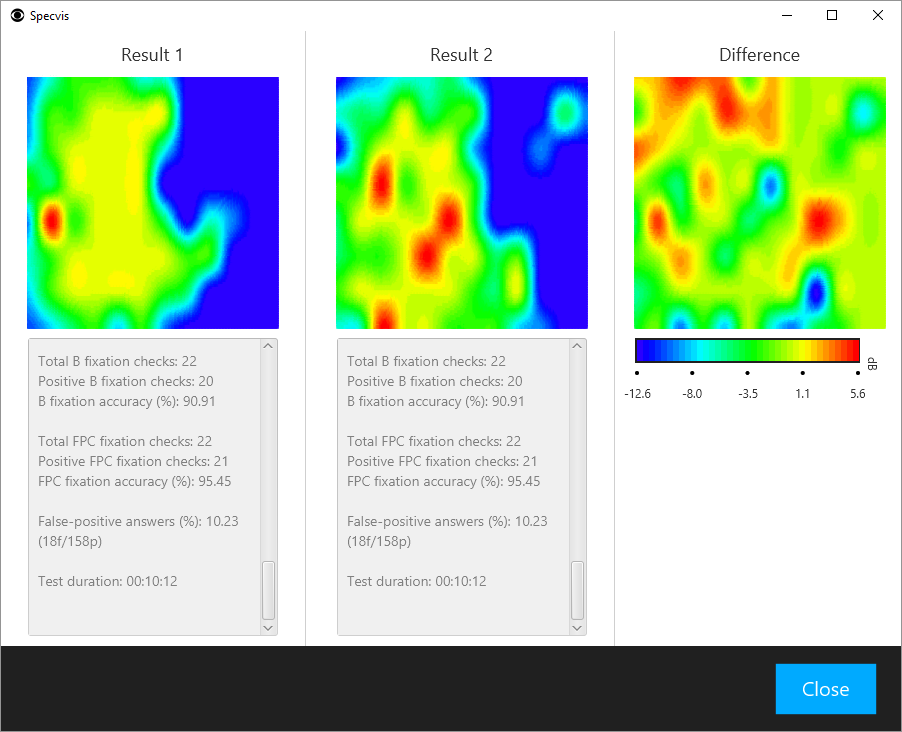 Specvis
Result 1
Result 2
Difference
Total B fixation checks: 22
Positive B fixation checks: 20
B fixation accuracy (%): 90.91
Total FPC fixation checks: 22
Positive FPC fixation checks: 21
FPC fixation accuracy (%): 95.45
False-positive answers (%): 10.23
(18f/158p)
Test duration: 00:10:12
Total B fixation checks: 22
Positive B fixation checks: 20
B fixation accuracy (%): 90.91
Total FPC fixation checks: 22
Positive FPC fixation checks: 21
FPC fixation accuracy (%): 95.45
False-positive answers (%): 10.23
(18f/158p)
Test duration: 00:10:12
dB
-12.6 -8.0 -3.5 1.1 5.6
Close